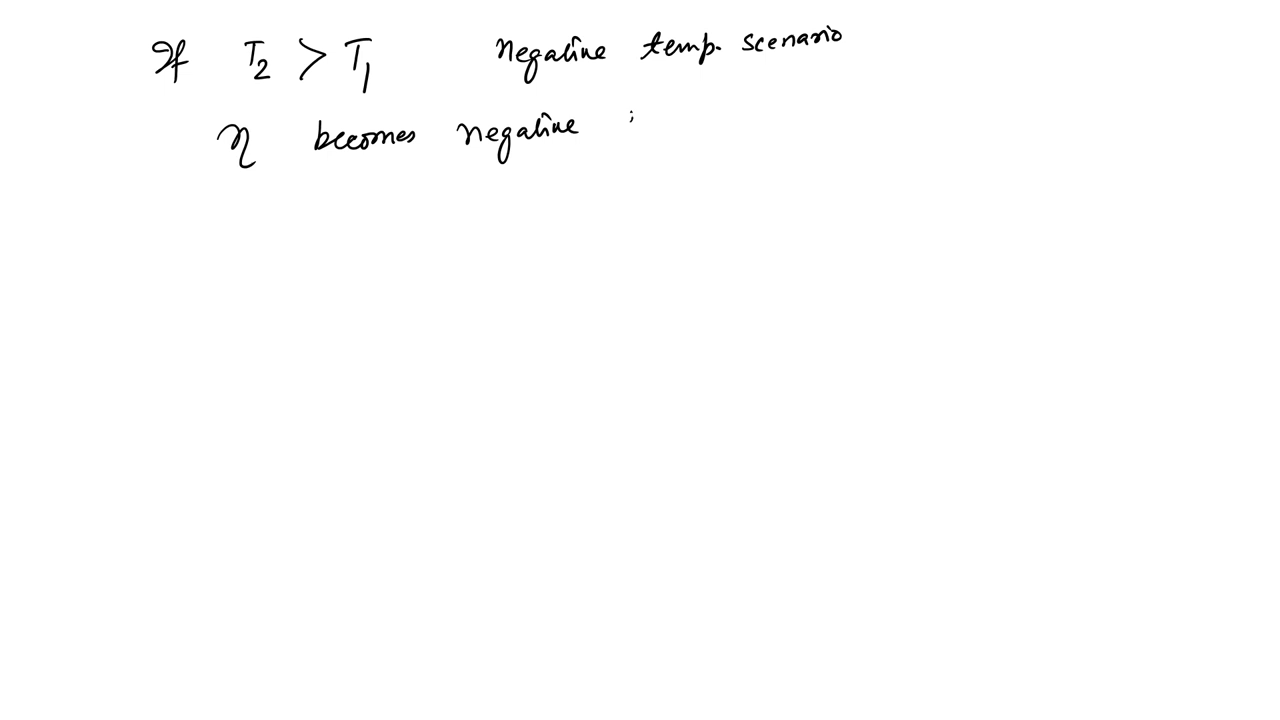 If T₂ > T₁ Negative temp. scenario
η becomes negative ;